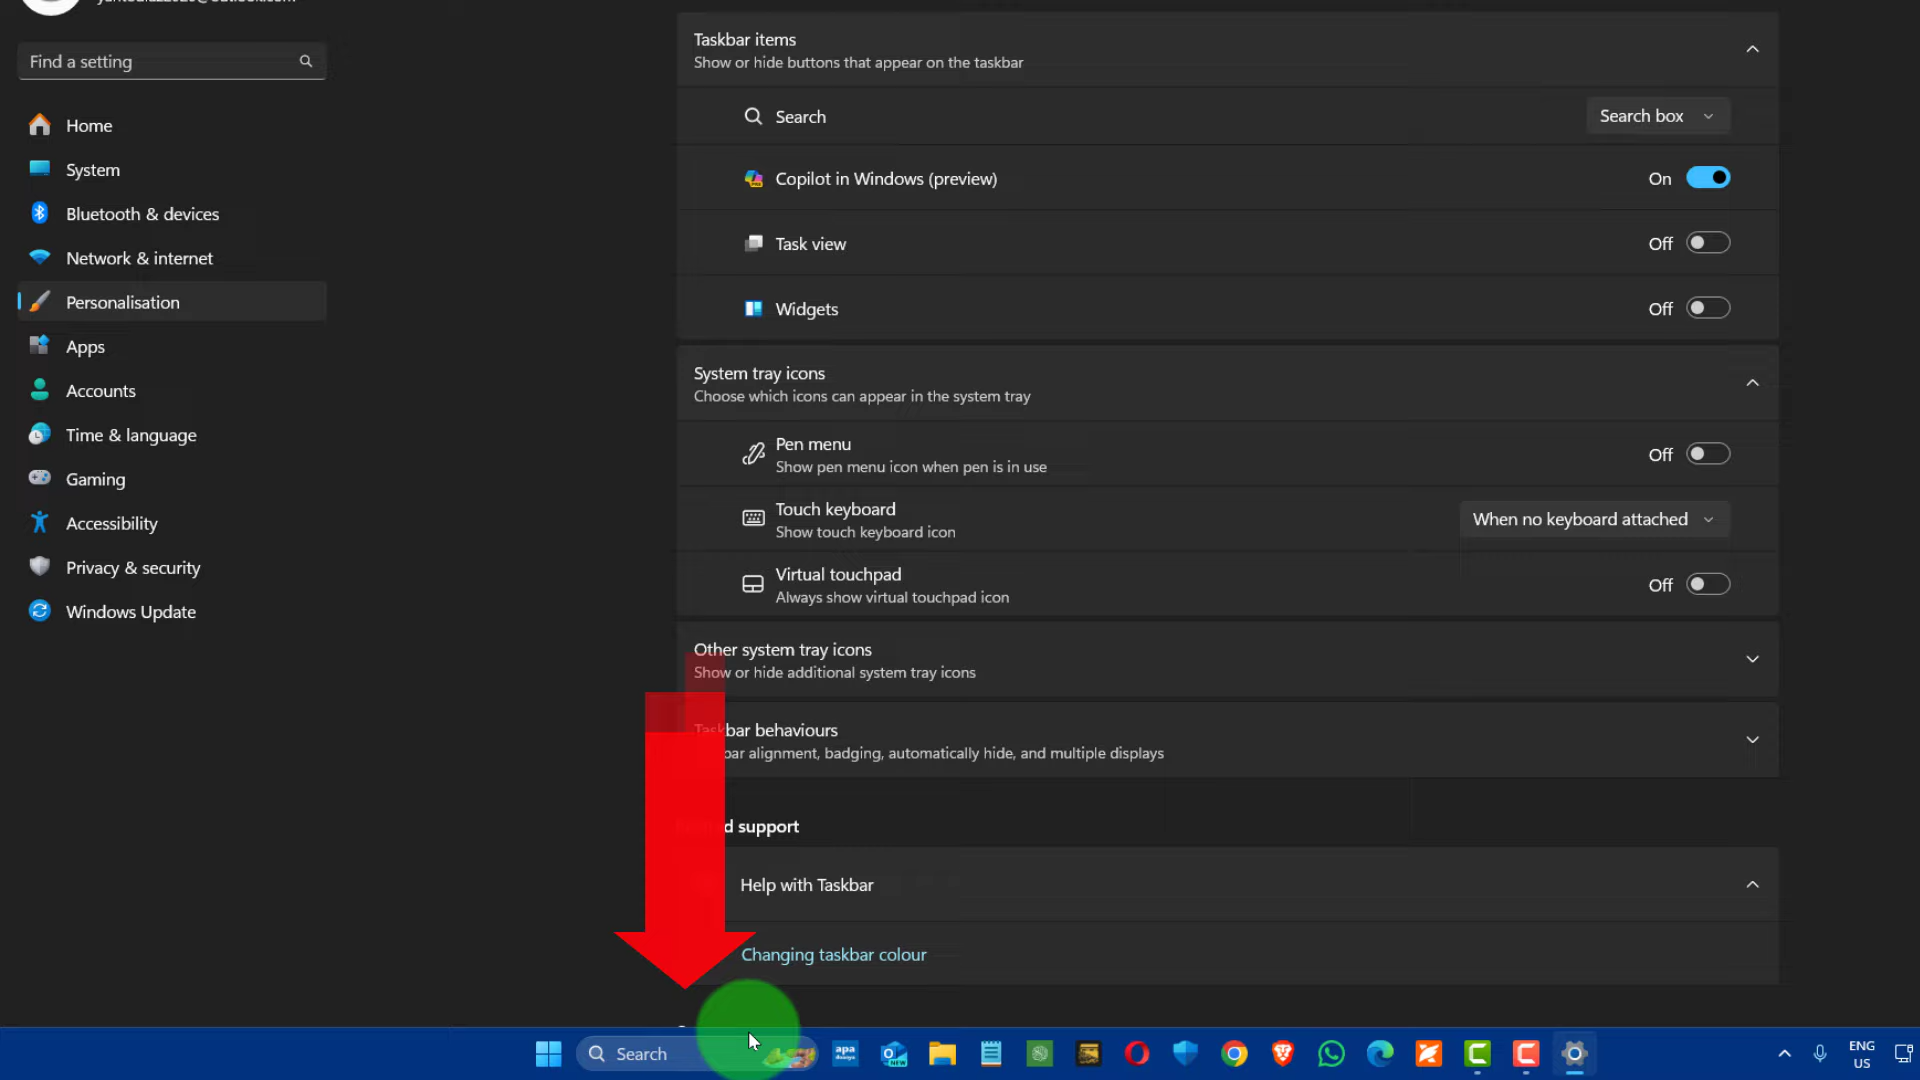 Find a setting
Home
System
Bluetooth & devices
Network & internet
Personalisation
Apps
Accounts
Time & language
Gaming
Accessibility
Privacy & security
Windows Update
Taskbar items
Show or hide buttons that appear on the taskbar
Search
Search box
Copilot in Windows (preview)
On
Task view
Off
Widgets
Off
System tray icons
Choose which icons can appear in the system tray
Pen menu
Show pen menu icon when pen is in use
Off
Touch keyboard
Show touch keyboard icon
When no keyboard attached
Virtual touchpad
Always show virtual touchpad icon
Off
Other system tray icons
Show or hide additional system tray icons
Taskbar behaviours
bar alignment, badging, automatically hide, and multiple displays
d support
Help with Taskbar
Changing taskbar colour
Search
apa
NEW
ENG
US